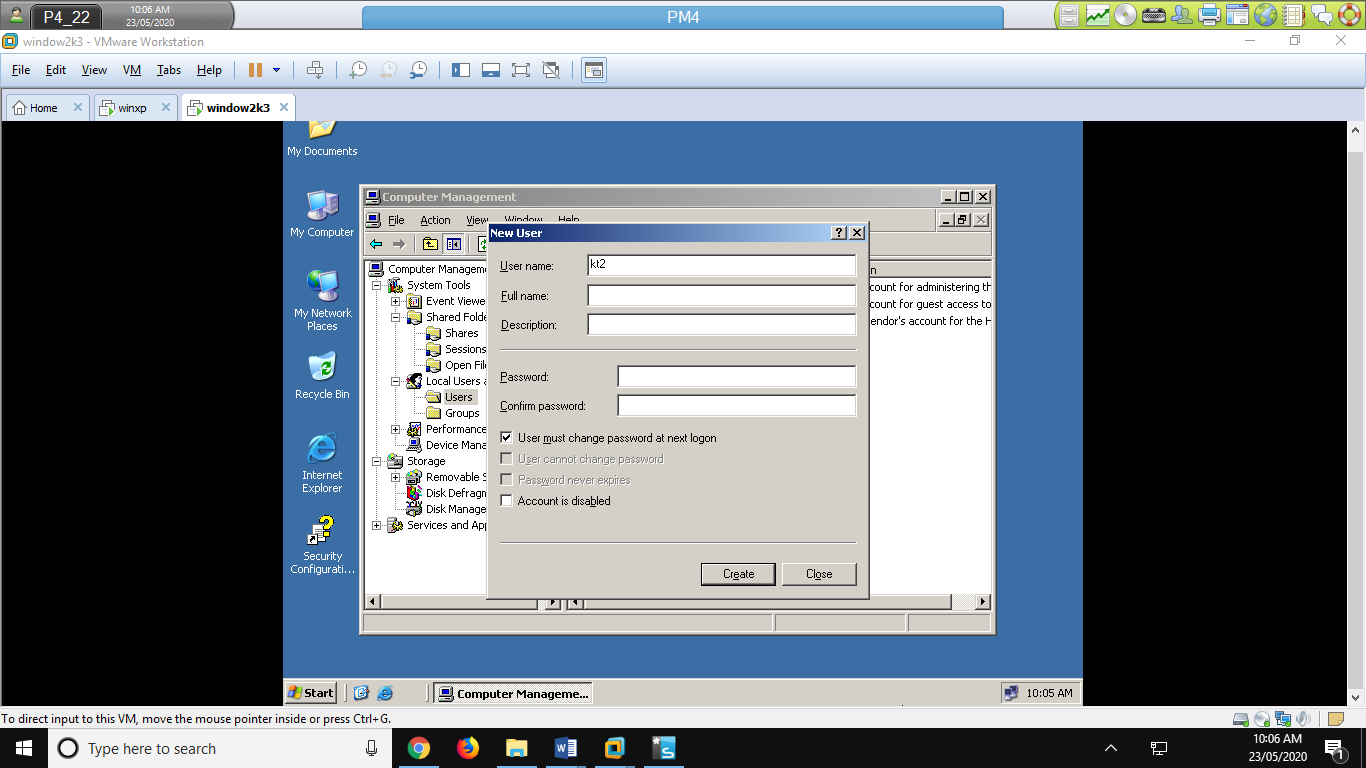 P4_22
10:06 AM
23/05/2020
PM4
window2k3 - VMware Workstation
File Edit View VM Tabs Help
Home winxp window2k3
My Documents
My Computer
My Network
Places
Recycle Bin
Internet
Explorer
Security
Configurati...
Computer Management
File Action View Window Help
Computer Manageme
System Tools
Event Viewe
Shared Folde
Shares
Sessions
Open Fil
Local Users a
Users
Groups
Performance
Device Mana
Storage
Removable S
Disk Defragm
Disk Manage
Services and App
n
count for administering th
count for guest access to
endor's account for the H
New User
User name: kt2
Full name:
Description:
Password:
Confirm password:
User must change password at next logon
User cannot change password
Password never expires
Account is disabled
Create Close
Start Computer Manageme... 10:05 AM
To direct input to this VM, move the mouse pointer inside or press Ctrl+G.
Type here to search
10:06 AM
23/05/2020
1